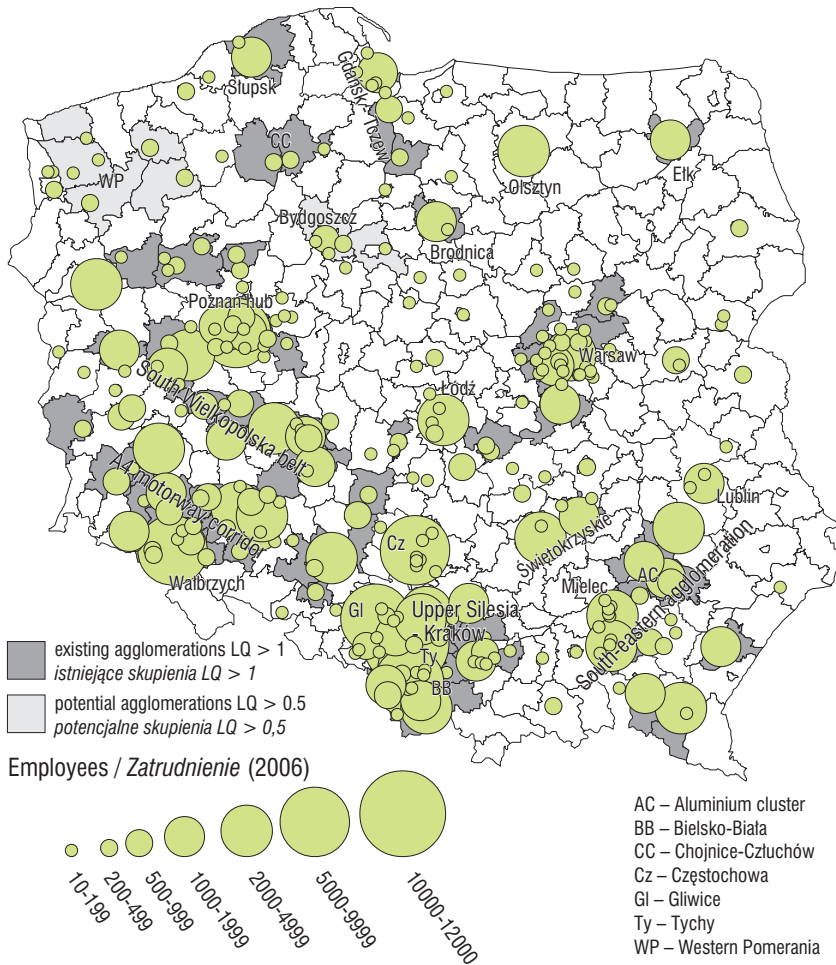 Słupsk
Gdańsk-Tczew
CC
WP
Olsztyn
Ełk
Bydgoszcz
Brodnica
Poznań hub
Warsaw
South Wielkopolska belt
Łódź
A4 motorway corridor
Lublin
Cz
Świętokrzyskie
Wałbrzych
Mielec
AC
South-eastern agglomeration
Gl
Upper Silesia
- Kraków
Ty
BB
existing agglomerations LQ > 1
istniejące skupienia LQ > 1
potential agglomerations LQ > 0.5
potencjalne skupienia LQ > 0,5
Employees / Zatrudnienie (2006)
10-199
200-499
500-999
1000-1999
2000-4999
5000-9999
10000-12000
AC – Aluminium cluster
BB – Bielsko-Biała
CC – Chojnice-Człuchów
Cz – Częstochowa
Gl – Gliwice
Ty – Tychy
WP – Western Pomerania